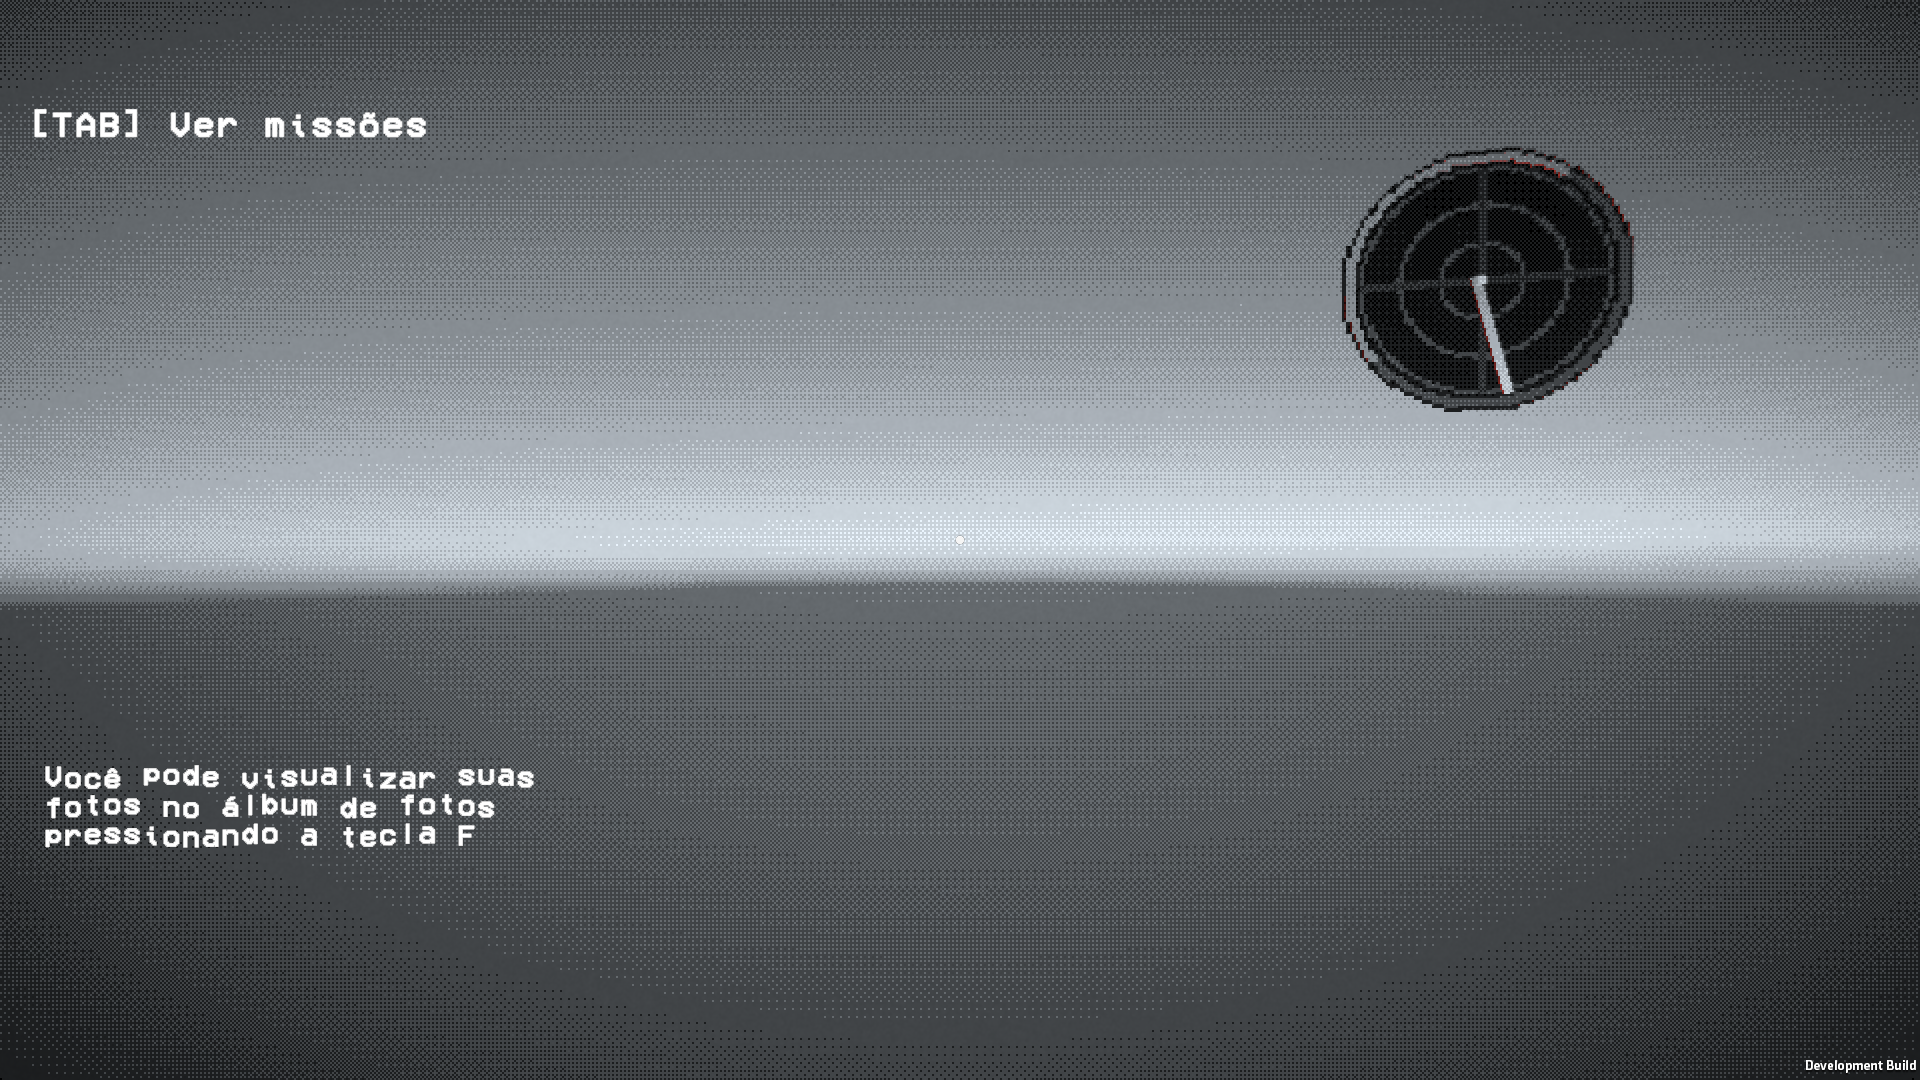 [TAB] Ver missões
Você pode visualizar suas
fotos no álbum de fotos
pressionando a tecla F
Development Build